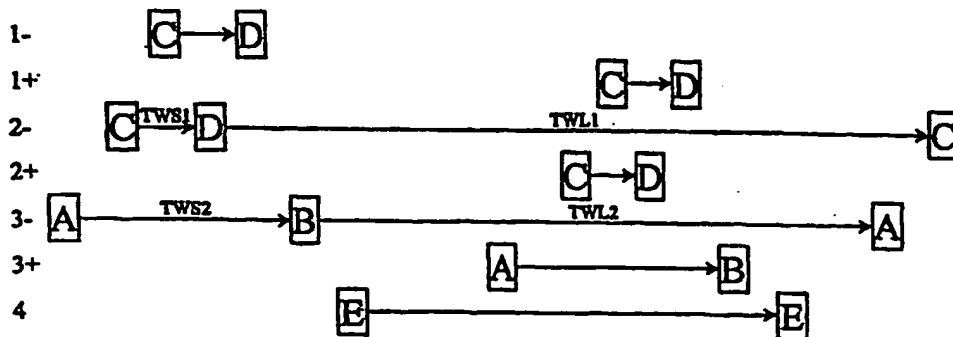 1- C D
1+ C D
2- C TWS1 D TWL1 C
2+ C D
3- A TWS2 B TWL2 A
3+ A B
4 E E